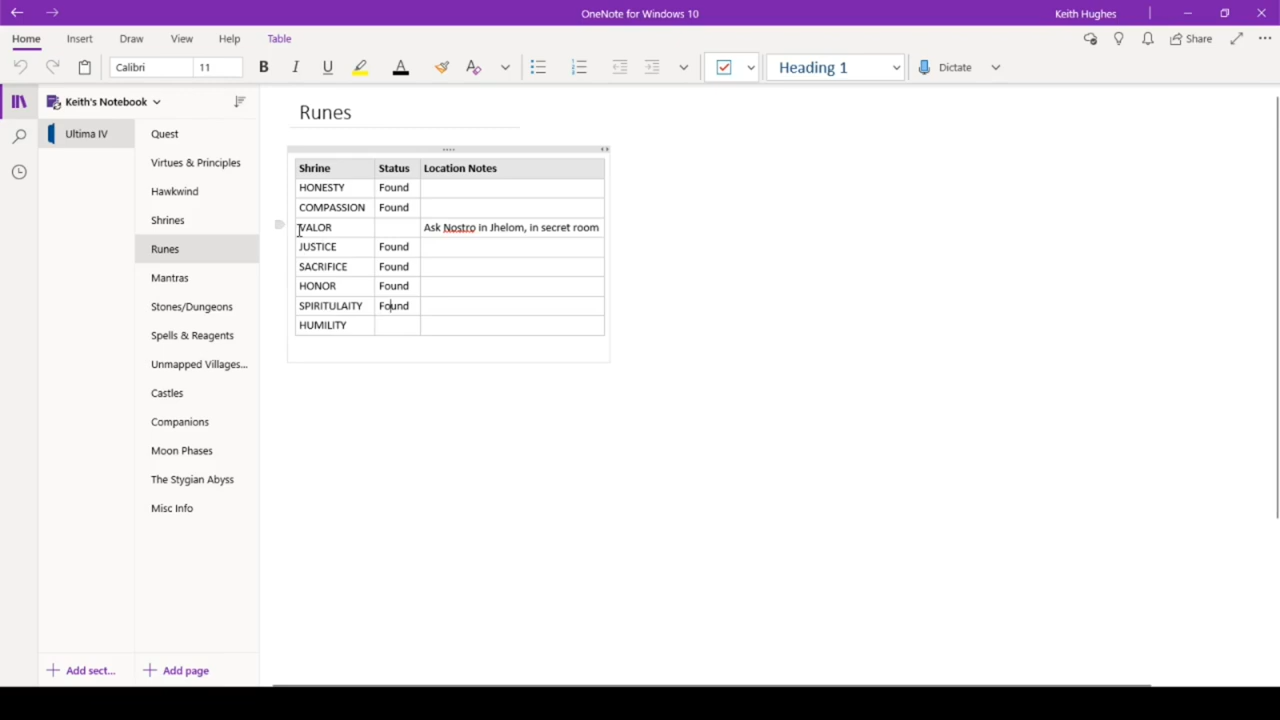 OneNote for Windows 10
Keith Hughes
Home Insert Draw View Help Table
Share
Calibri 11 B I U A Heading 1 Dictate
Keith's Notebook
Ultima IV
Quest
Virtues & Principles
Hawkwind
Shrines
Runes
Mantras
Stones/Dungeons
Spells & Reagents
Unmapped Villages...
Castles
Companions
Moon Phases
The Stygian Abyss
Misc Info
Add sect...
Add page
Runes
Shrine Status Location Notes
HONESTY Found
COMPASSION Found
VALOR Ask Nostro in Jhelom, in secret room
JUSTICE Found
SACRIFICE Found
HONOR Found
SPIRITULAITY Found
HUMILITY